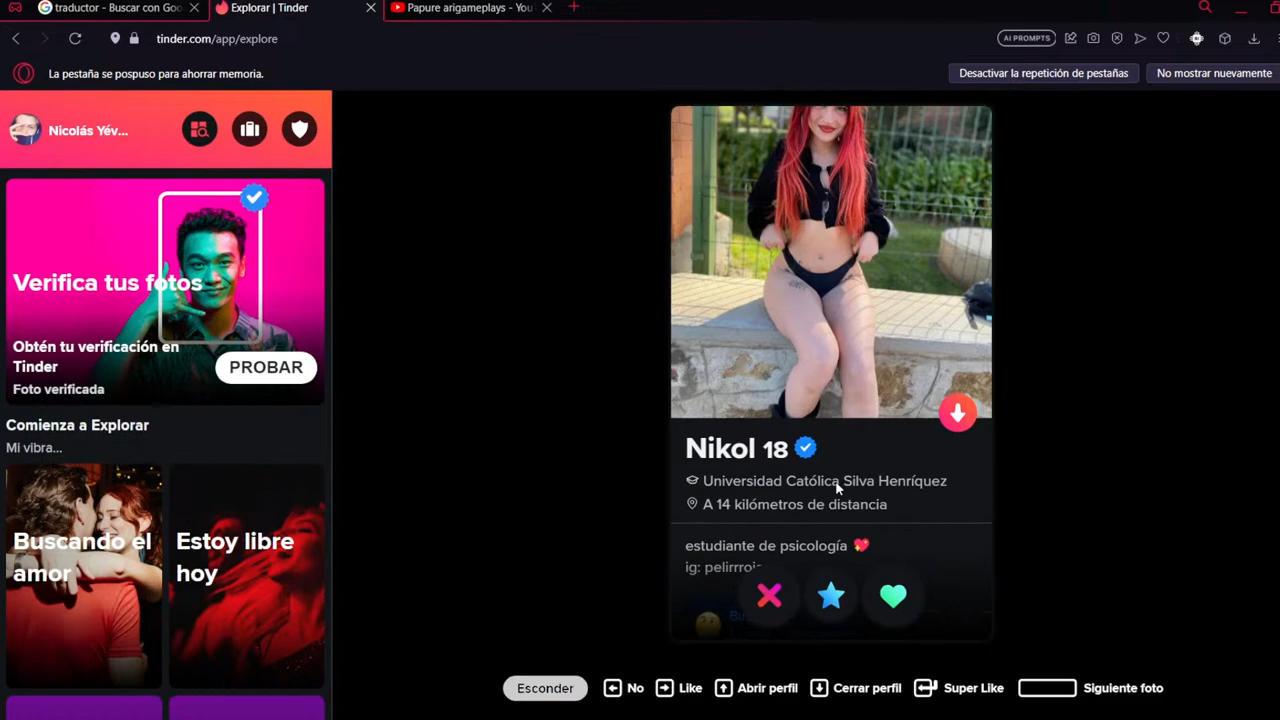 traductor - Buscar con Goo
Explorar | Tinder
Papure arigameplays - You
tinder.com/app/explore
AI PROMPTS
La pestaña se pospuso para ahorrar memoria.
Desactivar la repetición de pestañas
No mostrar nuevamente
Nicolás Yév...
Verifica tus fotos
Obtén tu verificación en
Tinder
Foto verificada
PROBAR
Comienza a Explorar
Mi vibra...
Buscando el
amor
Estoy libre
hoy
Nikol 18
Universidad Católica Silva Henríquez
A 14 kilómetros de distancia
estudiante de psicología 💖
ig: pelirrroja
Esconder
No
Like
Abrir perfil
Cerrar perfil
Super Like
Siguiente foto